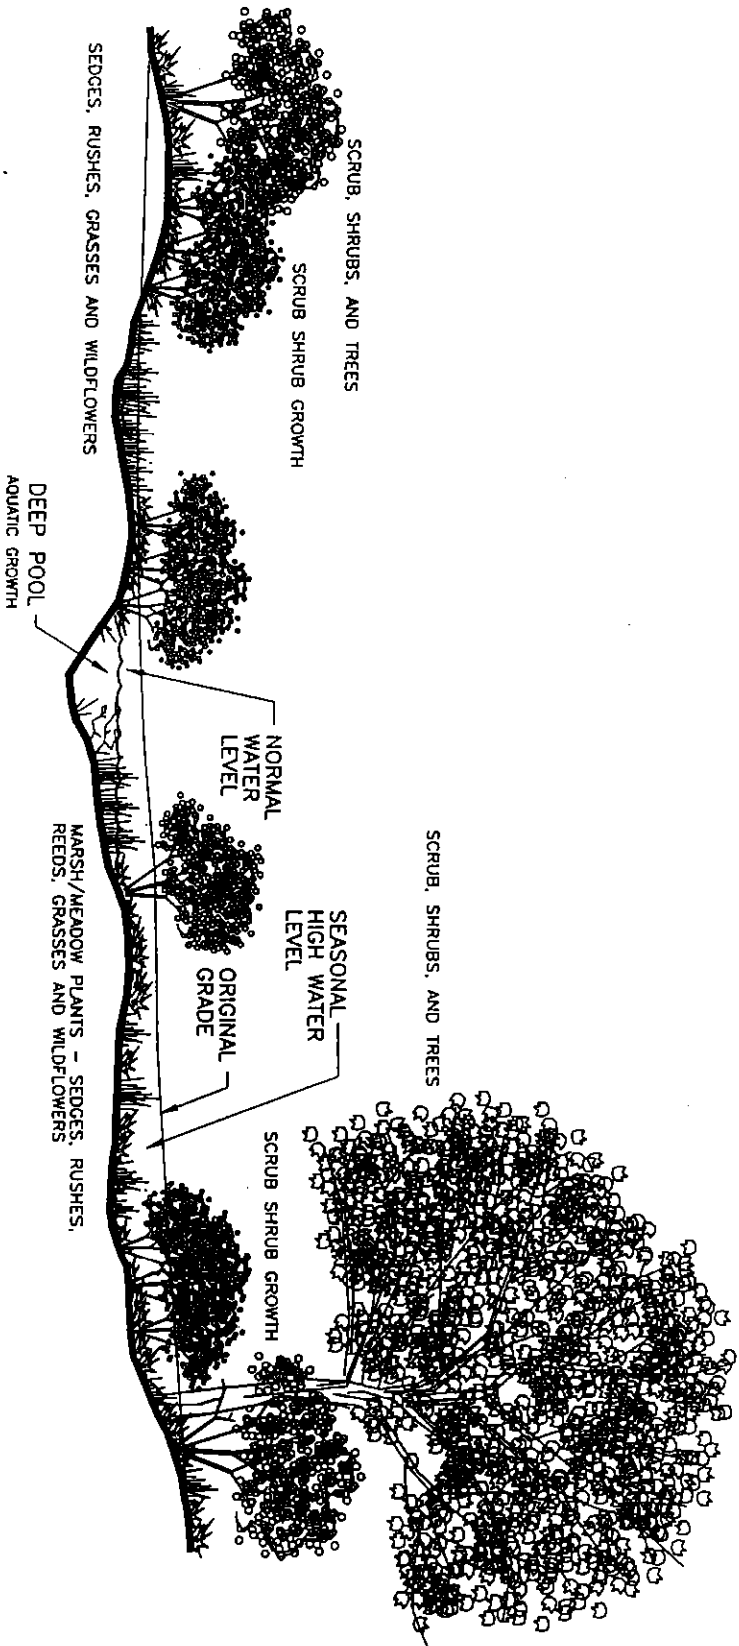 SCRUB, SHRUBS, AND TREES
SCRUB SHRUB GROWTH
SEDGES, RUSHES, GRASSES AND WILDFLOWERS
DEEP POOL
AQUATIC GROWTH
NORMAL
WATER
LEVEL
SCRUB, SHRUBS, AND TREES
SEASONAL
HIGH WATER
LEVEL
ORIGINAL
GRADE
SCRUB SHRUB GROWTH
MARSH/MEADOW PLANTS - SEDGES, RUSHES,
REEDS, GRASSES AND WILDFLOWERS